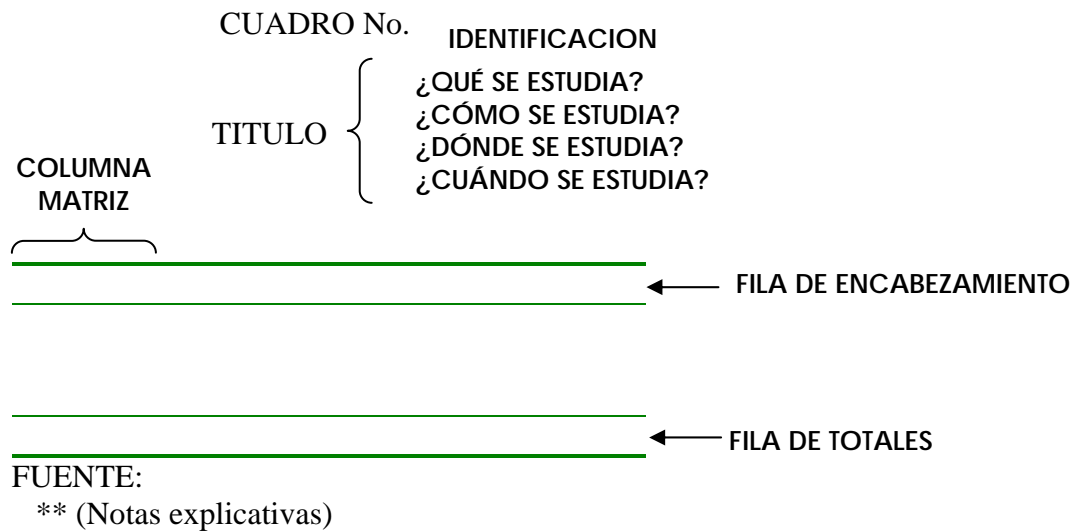 CUADRO No. IDENTIFICACION
¿QUÉ SE ESTUDIA?
¿CÓMO SE ESTUDIA?
TITULO
¿DÓNDE SE ESTUDIA?
¿CUÁNDO SE ESTUDIA?
COLUMNA
MATRIZ
FILA DE ENCABEZAMIENTO
FILA DE TOTALES
FUENTE:
** (Notas explicativas)